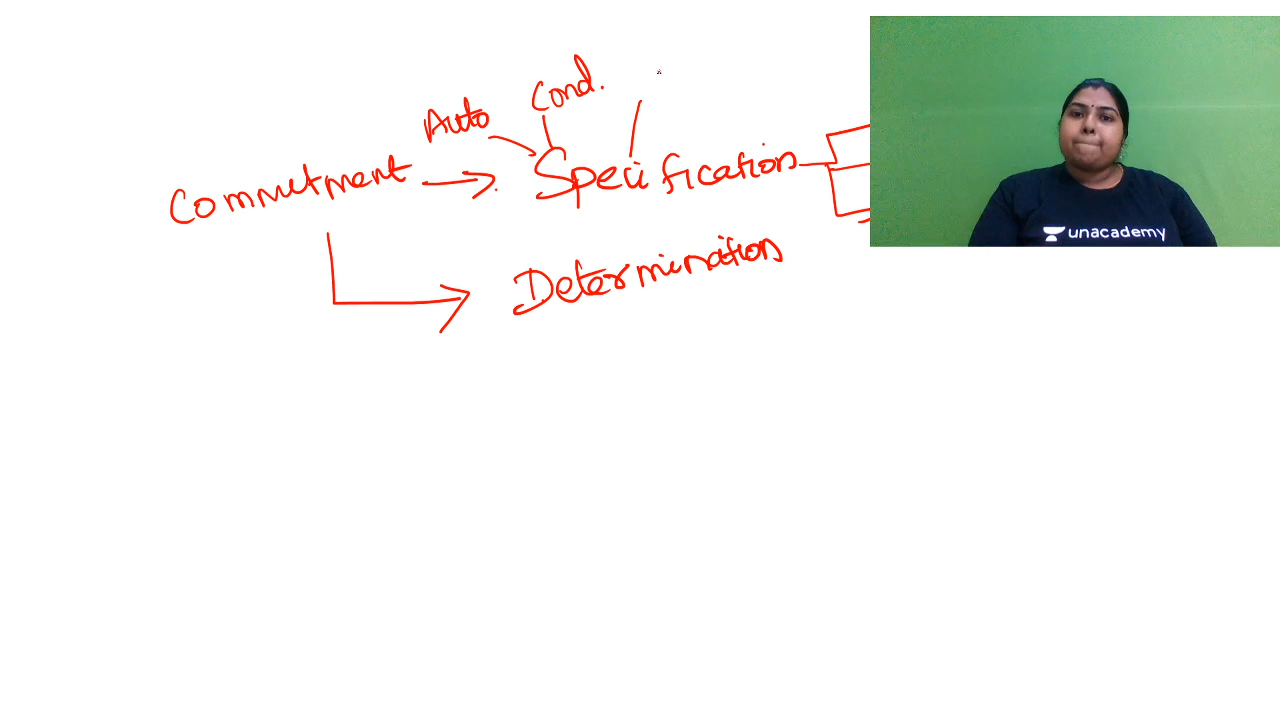 Cond.
Auto
Commitment → Specification
Determination
unacademy